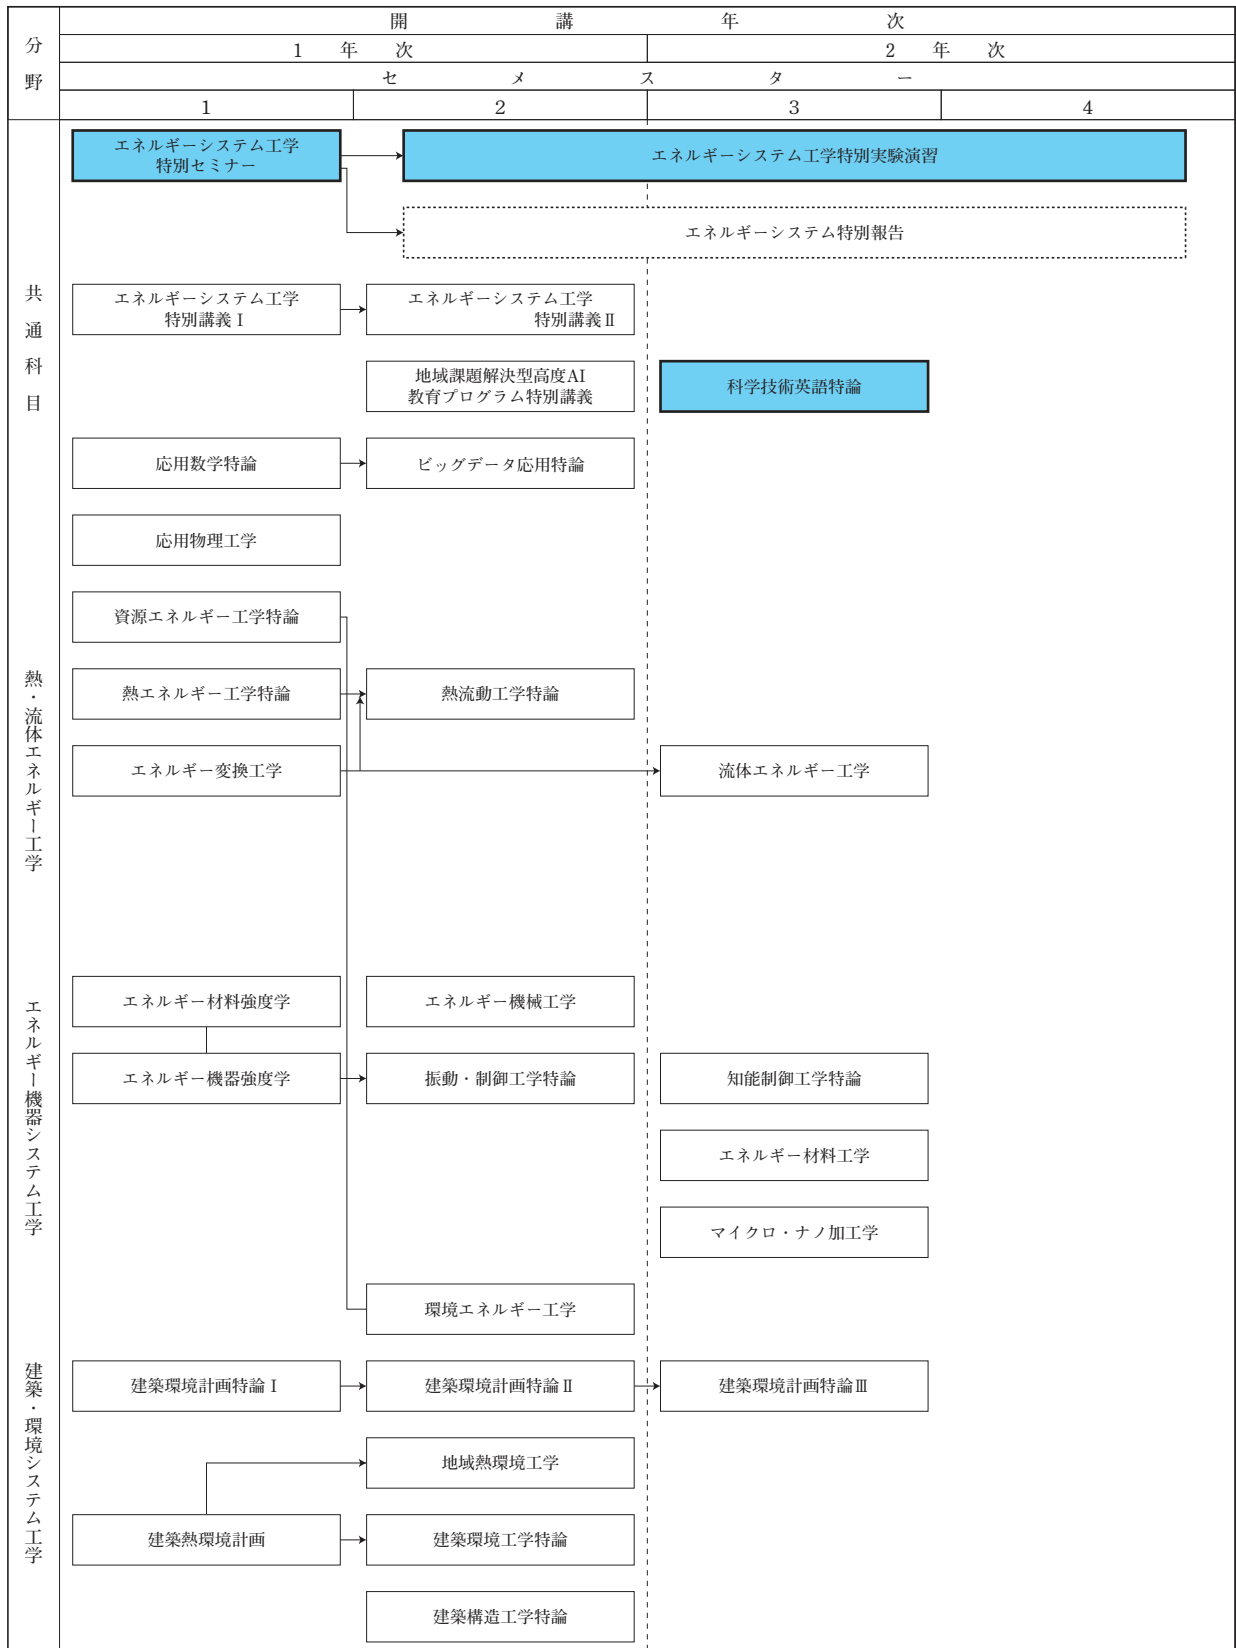 分野
開講年次
1年次
2年次
セメスター
1
2
3
4
共通科目
エネルギーシステム工学
特別セミナー
エネルギーシステム工学特別実験演習
エネルギーシステム特別報告
エネルギーシステム工学
特別講義Ⅰ
エネルギーシステム工学
特別講義Ⅱ
地域課題解決型高度AI
教育プログラム特別講義
科学技術英語特論
応用数学特論
ビッグデータ応用特論
応用物理工学
熱・流体エネルギー工学
資源エネルギー工学特論
熱エネルギー工学特論
熱流動工学特論
エネルギー変換工学
流体エネルギー工学
エネルギー機器システム工学
エネルギー材料強度学
エネルギー機械工学
エネルギー機器強度学
振動・制御工学特論
知能制御工学特論
エネルギー材料工学
マイクロ・ナノ加工学
環境エネルギー工学
建築・環境システム工学
建築環境計画特論Ⅰ
建築環境計画特論Ⅱ
建築環境計画特論Ⅲ
地域熱環境工学
建築熱環境計画
建築環境工学特論
建築構造工学特論